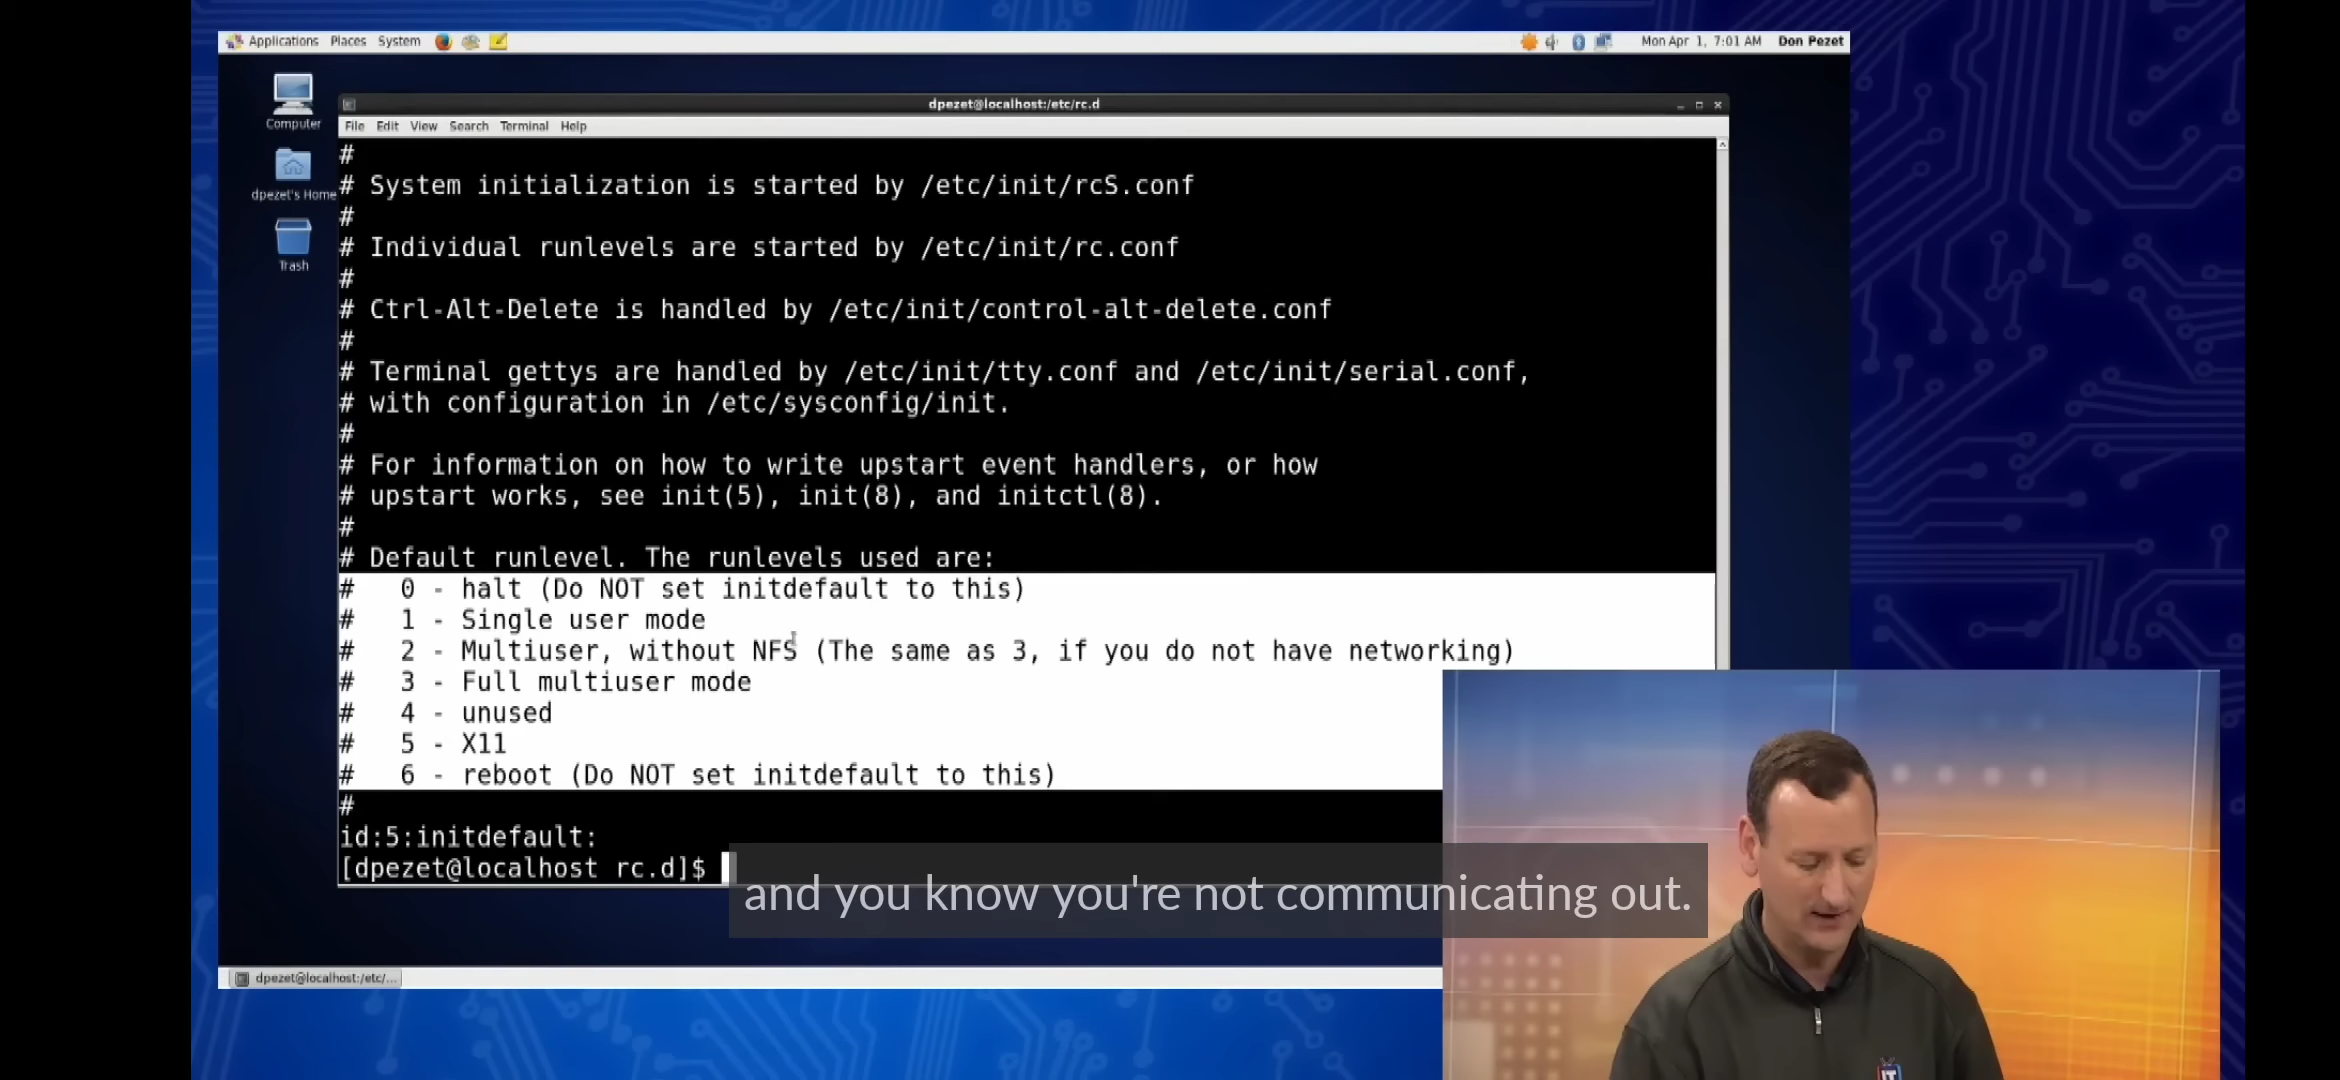 Applications Places System
Mon Apr 1, 7:01 AM Don Pezet
Computer
dpezet's Home
Trash
dpezet@localhost:/etc/rc.d
File Edit View Search Terminal Help
#
# System initialization is started by /etc/init/rcS.conf
#
# Individual runlevels are started by /etc/init/rc.conf
#
# Ctrl-Alt-Delete is handled by /etc/init/control-alt-delete.conf
#
# Terminal gettys are handled by /etc/init/tty.conf and /etc/init/serial.conf,
# with configuration in /etc/sysconfig/init.
#
# For information on how to write upstart event handlers, or how
# upstart works, see init(5), init(8), and initctl(8).
#
# Default runlevel. The runlevels used are:
#   0 - halt (Do NOT set initdefault to this)
#   1 - Single user mode
#   2 - Multiuser, without NFS (The same as 3, if you do not have networking)
#   3 - Full multiuser mode
#   4 - unused
#   5 - X11
#   6 - reboot (Do NOT set initdefault to this)
#
id:5:initdefault:
[dpezet@localhost rc.d]$
and you know you're not communicating out.
dpezet@localhost:/etc/...
IT